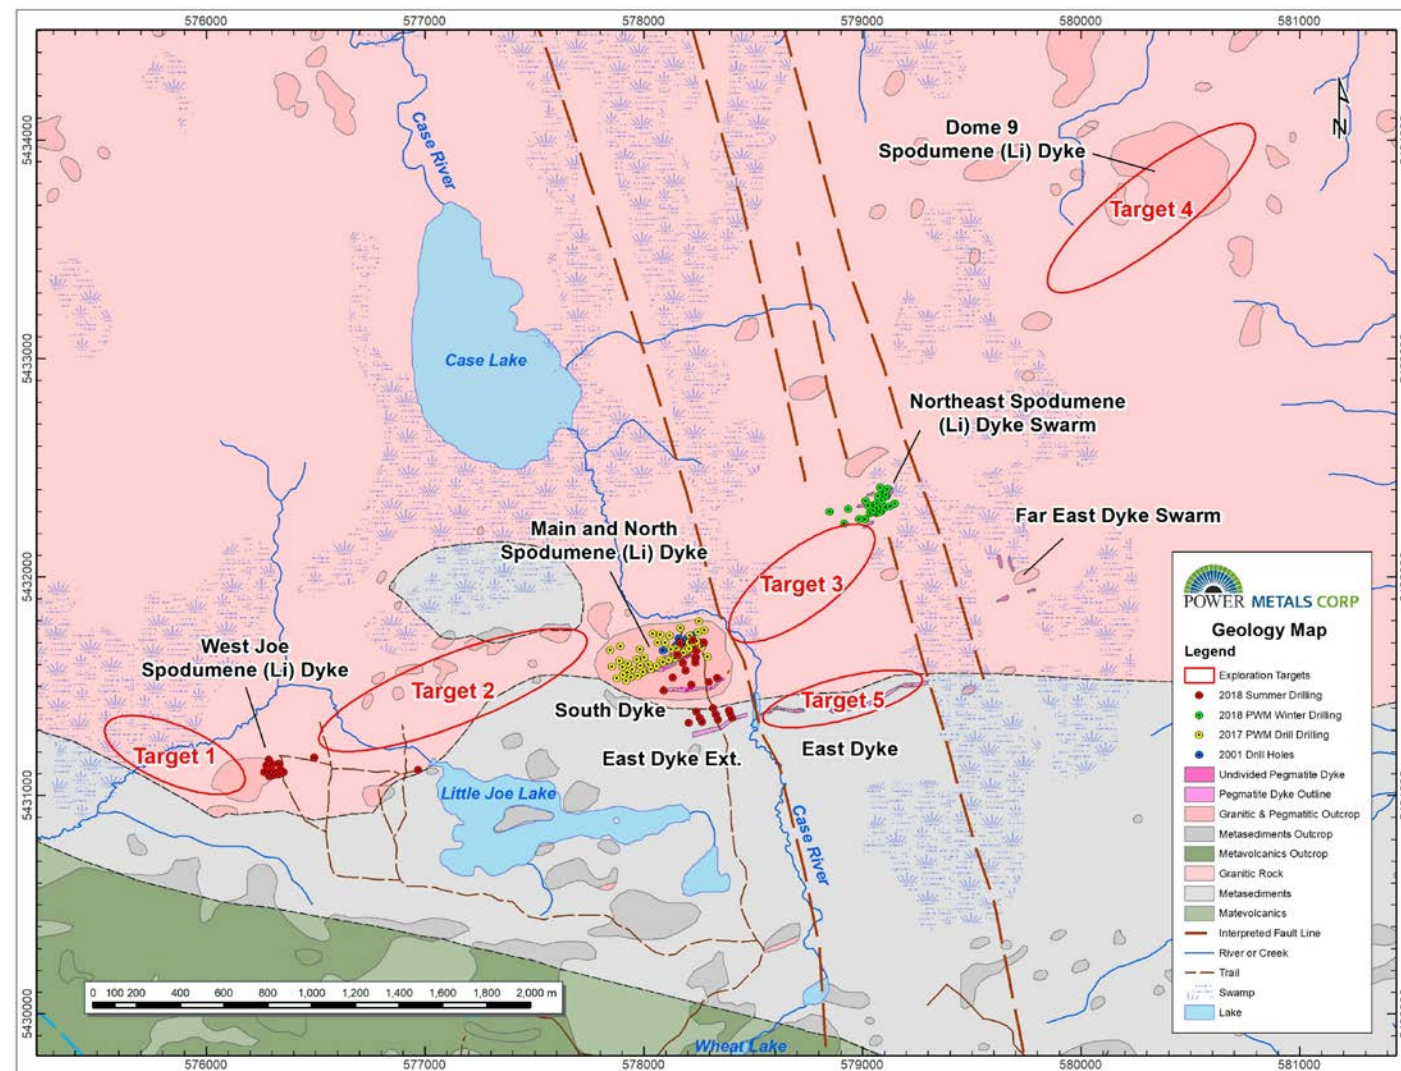 576000
577000
578000
579000
580000
581000
5434000
5433000
5432000
5431000
5430000
Case River
Dome 9
Spodumene (Li) Dyke
Target 4
Case Lake
Northeast Spodumene
(Li) Dyke Swarm
Main and North
Spodumene (Li) Dyke
Far East Dyke Swarm
Target 3
West Joe
Spodumene (Li) Dyke
Target 2
South Dyke
Target 5
Target 1
East Dyke Ext.
East Dyke
Little Joe Lake
Case River
Wheat Lake
POWER METALS CORP
Geology Map
Legend
Exploration Targets
2018 Summer Drilling
2018 PWM Winter Drilling
2017 PWM Drill Drilling
2001 Drill Holes
Undivided Pegmatite Dyke
Pegmatite Dyke Outline
Granitic & Pegmatitic Outcrop
Metasediments Outcrop
Metavolcanics Outcrop
Granitic Rock
Metasediments
Matevolcanics
Interpreted Fault Line
River or Creek
Trail
Swamp
Lake
0 100 200 400 600 800 1,000 1,200 1,400 1,600 1,800 2,000 m
576000
577000
578000
579000
580000
581000
N